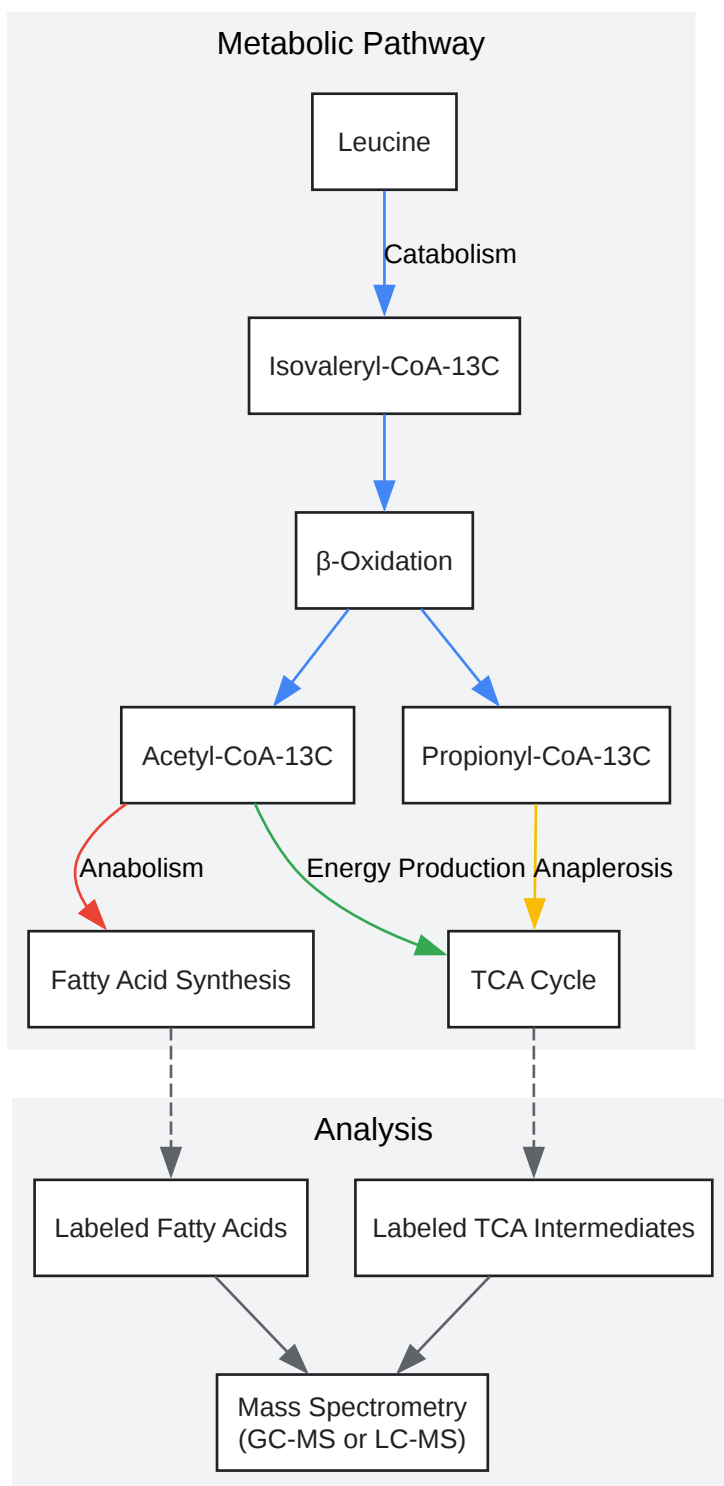 Metabolic Pathway
Leucine
Catabolism
Isovaleryl-CoA-13C
β-Oxidation
Acetyl-CoA-13C
Propionyl-CoA-13C
Anabolism
Energy Production
Anaplerosis
Fatty Acid Synthesis
TCA Cycle
Analysis
Labeled Fatty Acids
Labeled TCA Intermediates
Mass Spectrometry
(GC-MS or LC-MS)